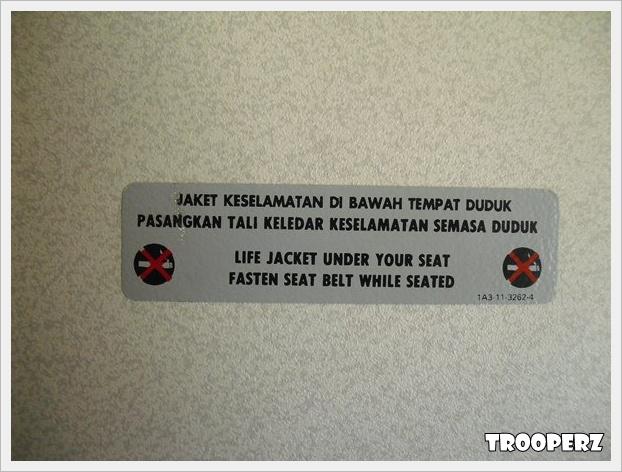 JAKET KESELAMATAN DI BAWAH TEMPAT DUDUK
PASANGKAN TALI KELEDAR KESELAMATAN SEMASA DUDUK
LIFE JACKET UNDER YOUR SEAT
FASTEN SEAT BELT WHILE SEATED
1A3-11-3262-4
TROOPERZ